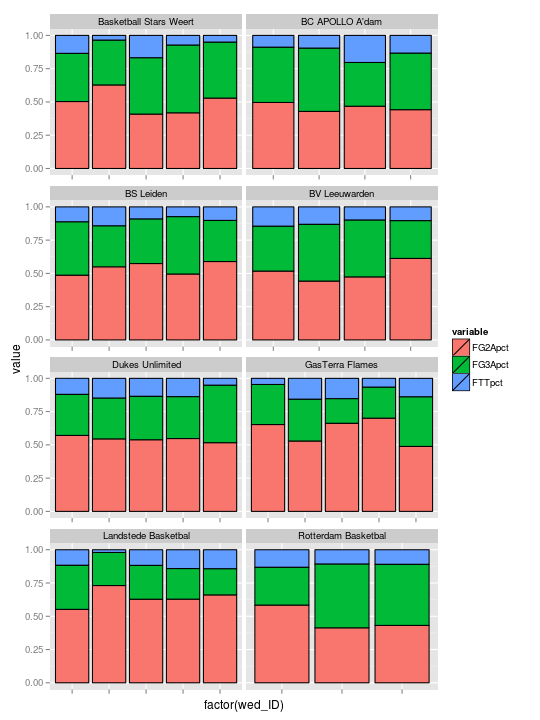 Basketball Stars Weert
BC APOLLO A'dam
1.00
0.75
0.50
0.25
0.00
BS Leiden
BV Leeuwarden
1.00
0.75
0.50
0.25
0.00
value
variable
FG2Apct
FG3Apct
FTTpct
Dukes Unlimited
GasTerra Flames
1.00
0.75
0.50
0.25
0.00
Landstede Basketbal
Rotterdam Basketbal
1.00
0.75
0.50
0.25
0.00
factor(wed_ID)